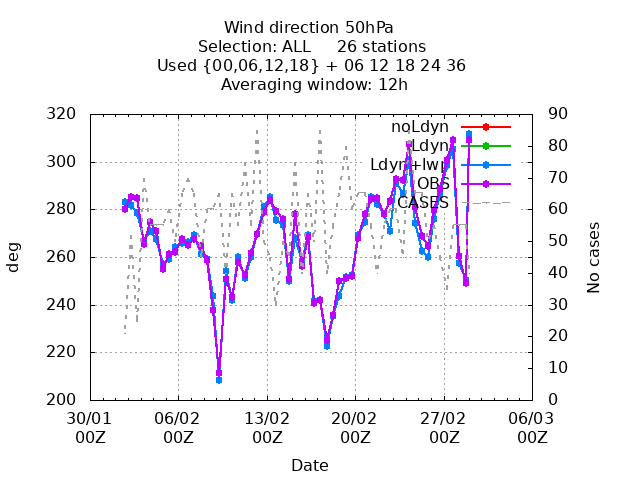 Wind direction 50hPa
Selection: ALL 26 stations
Used {00,06,12,18} + 06 12 18 24 36
Averaging window: 12h
320 90
300 80
280 70
260 60
240 50
220 40
200 30
20
10
0
noLdyn
Ldyn
Ldyn+lwp
OBS
CASES
deg
No cases
30/01 06/02 13/02 20/02 27/02 06/03
00Z 00Z 00Z 00Z 00Z 00Z
Date